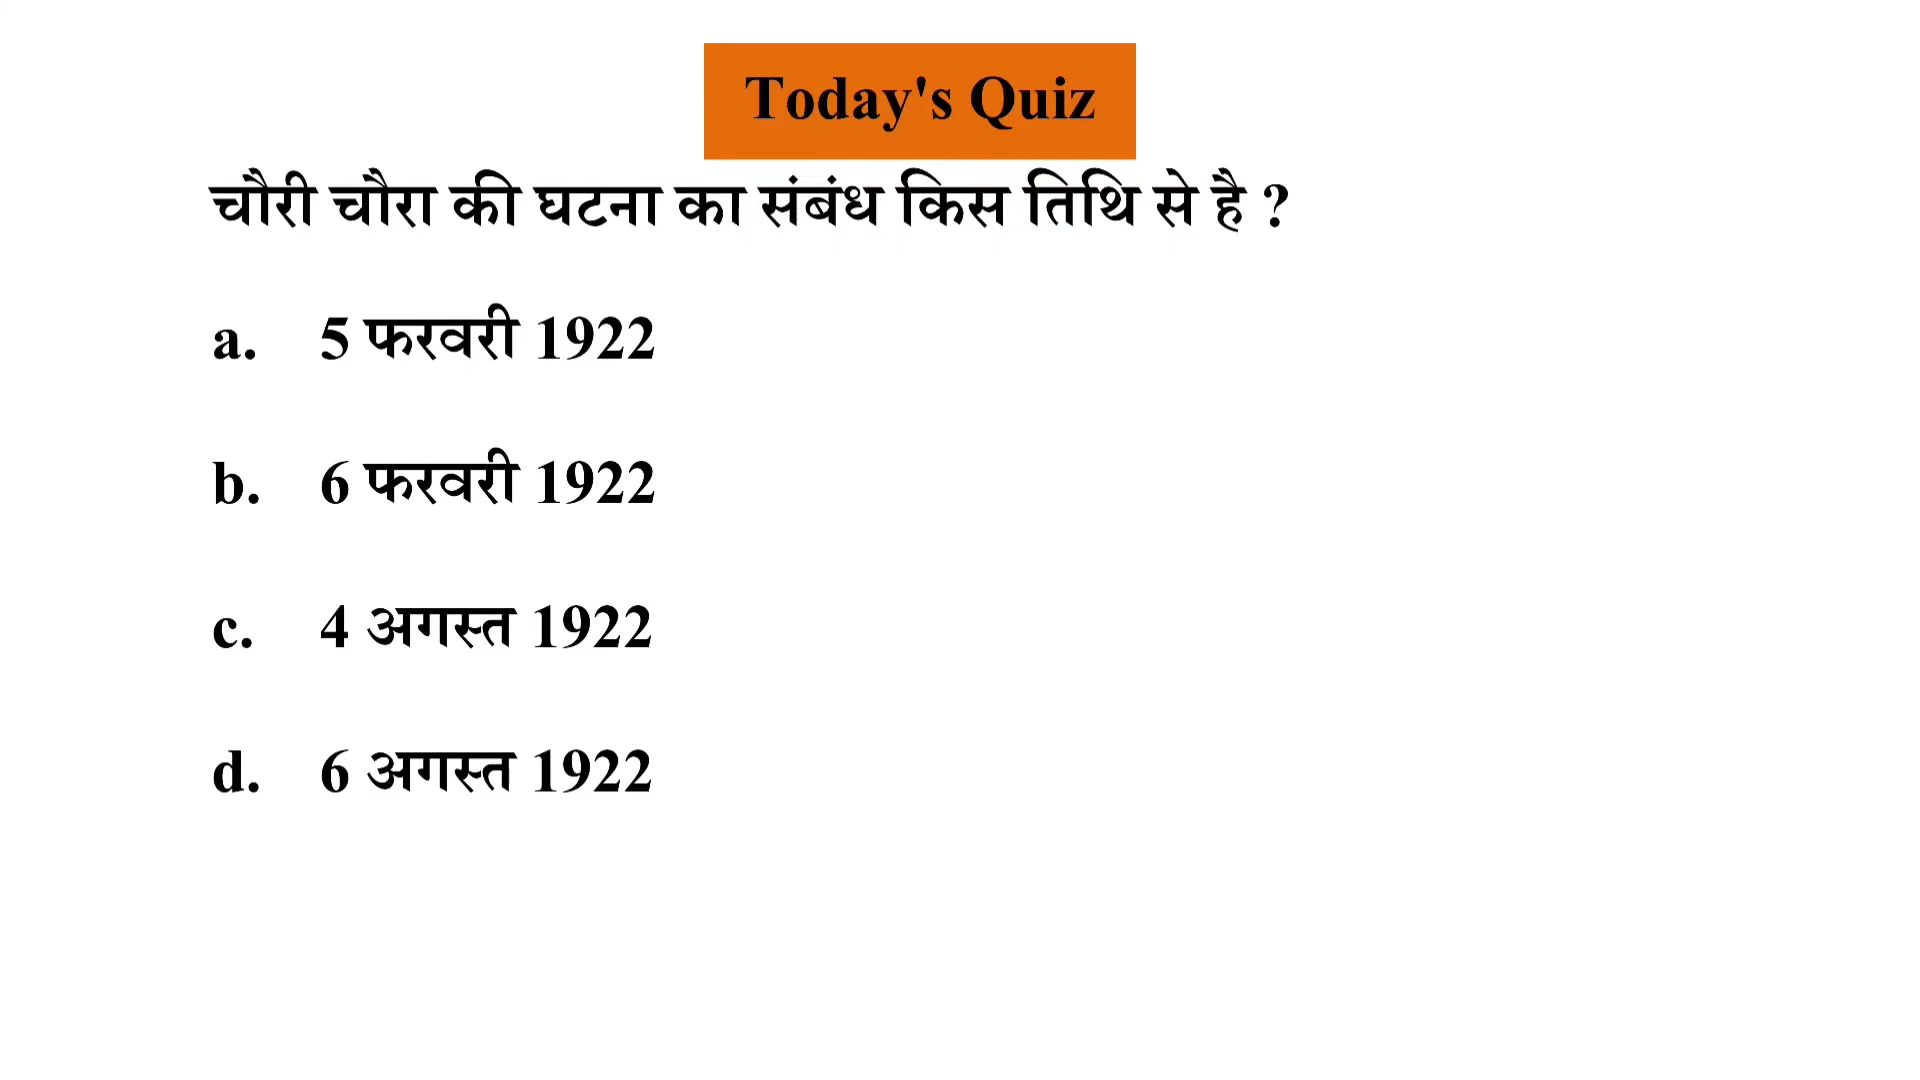 Today's Quiz
चौरी चौरा की घटना का संबंध किस तिथि से है ?
a. 5 फरवरी 1922
b. 6 फरवरी 1922
c. 4 अगस्त 1922
d. 6 अगस्त 1922